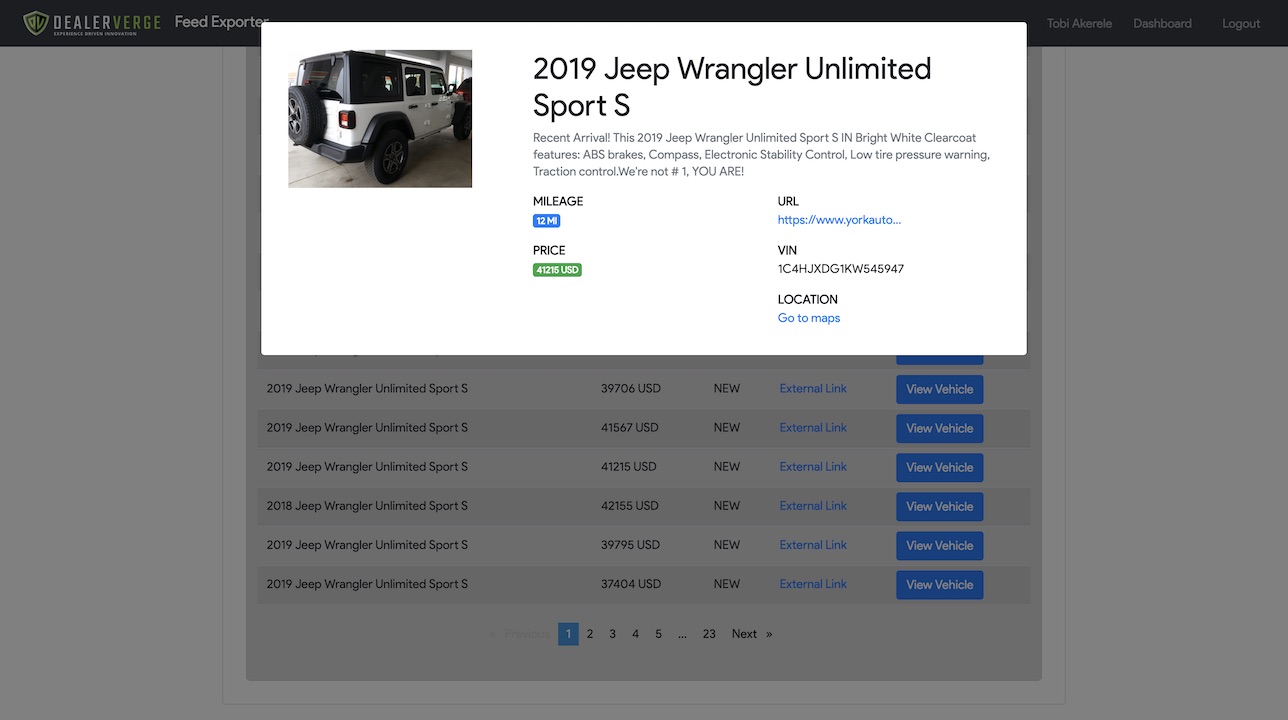 DEALERVERGE
EXPERIENCE DRIVEN INNOVATION
Feed Exporter
Tobi Akerele
Dashboard
Logout
2019 Jeep Wrangler Unlimited
Sport S
Recent Arrival! This 2019 Jeep Wrangler Unlimited Sport S IN Bright White Clearcoat
features: ABS brakes, Compass, Electronic Stability Control, Low tire pressure warning,
Traction control.We're not # 1, YOU ARE!
MILEAGE
12 MI
PRICE
41215 USD
URL
https://www.yorkauto...
VIN
1C4HJXDG1KW545947
LOCATION
Go to maps
2019 Jeep Wrangler Unlimited Sport S 39706 USD NEW External Link View Vehicle
2019 Jeep Wrangler Unlimited Sport S 41567 USD NEW External Link View Vehicle
2019 Jeep Wrangler Unlimited Sport S 41215 USD NEW External Link View Vehicle
2018 Jeep Wrangler Unlimited Sport S 42155 USD NEW External Link View Vehicle
2019 Jeep Wrangler Unlimited Sport S 39795 USD NEW External Link View Vehicle
2019 Jeep Wrangler Unlimited Sport S 37404 USD NEW External Link View Vehicle
« Previous 1 2 3 4 5 ... 23 Next »